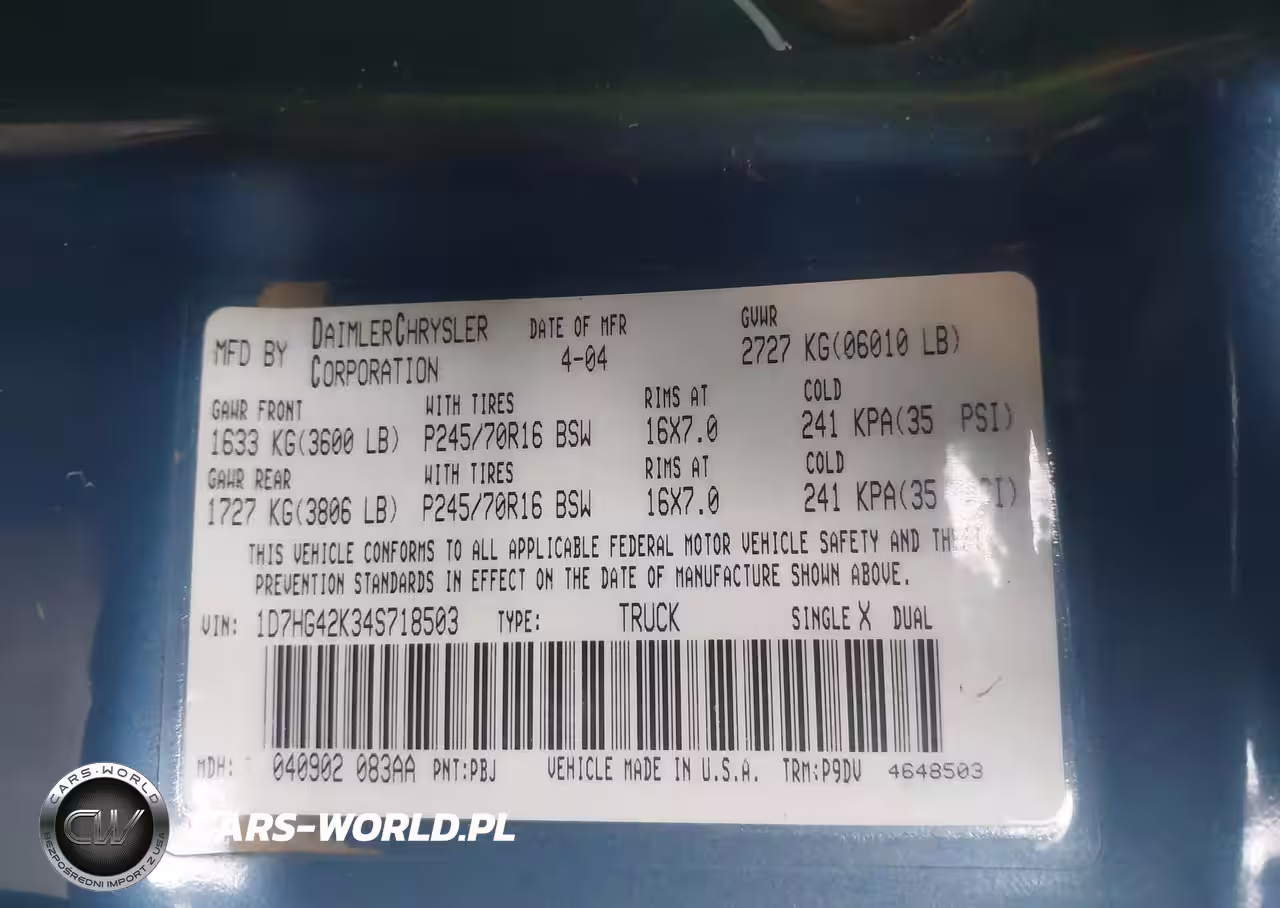 MFD BY DAIMLERCHRYSLER CORPORATION DATE OF MFR 4-04 GVWR 2727 KG(06010 LB)
GAWR FRONT WITH TIRES RIMS AT COLD
1633 KG(3600 LB) P245/70R16 BSW 16X7.0 241 KPA(35 PSI)
GAWR REAR WITH TIRES RIMS AT COLD
1727 KG(3806 LB) P245/70R16 BSW 16X7.0 241 KPA(35
THIS VEHICLE CONFORMS TO ALL APPLICABLE FEDERAL MOTOR VEHICLE SAFETY AND
PREVENTION STANDARDS IN EFFECT ON THE DATE OF MANUFACTURE SHOWN ABOVE.
VIN: 1D7HG42K34S718503 TYPE: TRUCK SINGLE X DUAL
MDH: 040902 083AA PNT:PBJ VEHICLE MADE IN U.S.A. TRM:P9DV 4648503
CARS-WORLD
CW
BEZPOŚREDNI IMPORT Z USA
CARS-WORLD.PL